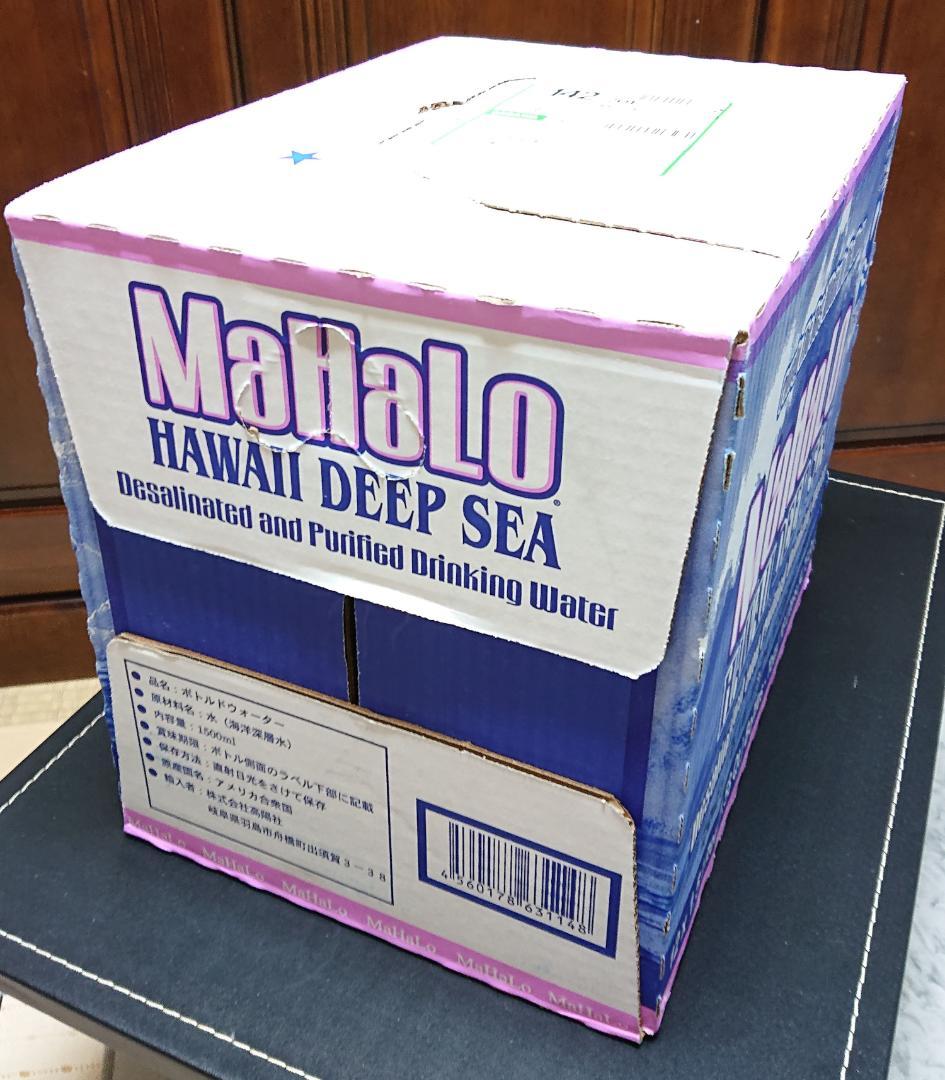 142
MaHaLo
HAWAII DEEP SEA
Desalinated and Purified Drinking Water
● 品名：ボトルドウォーター
● 原材料名：水（海洋深層水）
● 内容量：1500ml
● 賞味期限：ボトル側面のラベル下部に記載
● 保存方法：直射日光をさけて保存
● 原産国名：アメリカ合衆国
● 輸入者：株式会社高陽社
岐阜県羽島市舟橋町出須賀3−38
4 560178 631148
MaHaLo MaHaLo MaHaLo MaHaLo MaHaLo MaHaLo